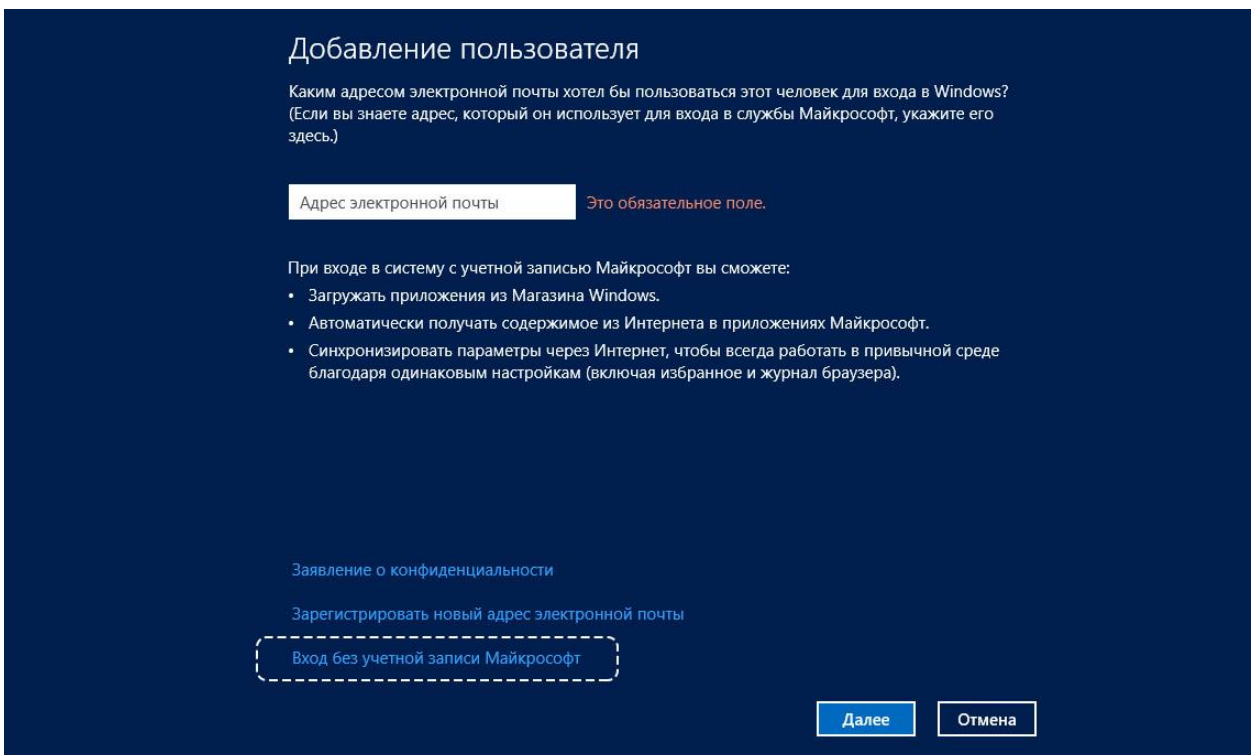 Добавление пользователя
Каким адресом электронной почты хотел бы пользоваться этот человек для входа в Windows?
(Если вы знаете адрес, который он использует для входа в службы Майкрософт, укажите его
здесь.)
Адрес электронной почты Это обязательное поле.
При входе в систему с учетной записью Майкрософт вы сможете:
• Загружать приложения из Магазина Windows.
• Автоматически получать содержимое из Интернета в приложениях Майкрософт.
• Синхронизировать параметры через Интернет, чтобы всегда работать в привычной среде
благодаря одинаковым настройкам (включая избранное и журнал браузера).
Заявление о конфиденциальности
Зарегистрировать новый адрес электронной почты
Вход без учетной записи Майкрософт
Далее Отмена